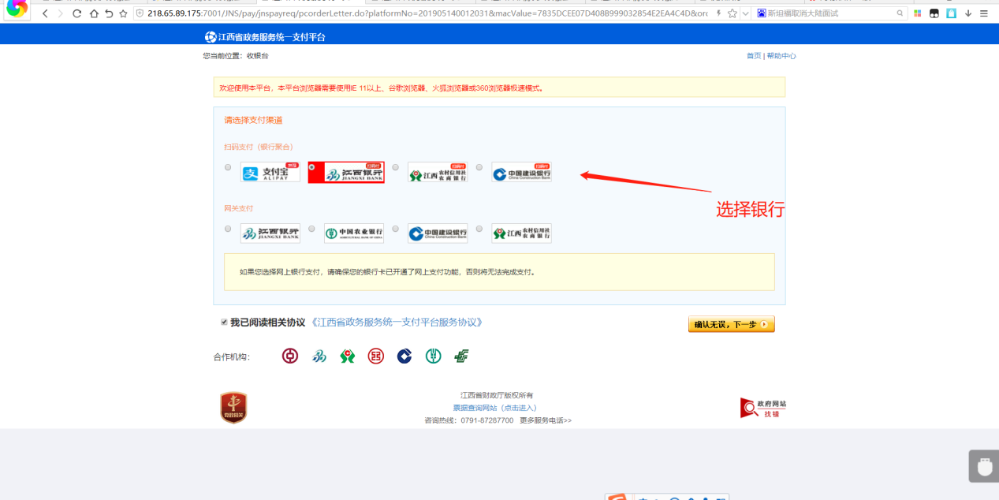 218.65.89.175:7001/JNS/pay/jnspayreq/pcorderLetter.do?platformNo=201905140012031&macValue=7835DCEE07D408B999032854E2EA4C4D&ord
斯坦福取消大陆面试
江西省政务服务统一支付平台
您当前位置：收银台
首页 | 帮助中心
欢迎使用本平台，本平台浏览器需要使用IE 11以上、谷歌浏览器、火狐浏览器或360浏览器极速模式。
请选择支付渠道
扫码支付（银行聚合）
支付宝
ALIPAY
江西银行
JIANGXI BANK
江西农村信用社
农商银行
中国建设银行
China Construction Bank
选择银行
网关支付
江西银行
JIANGXI BANK
中国农业银行
AGRICULTURAL BANK OF CHINA
中国建设银行
China Construction Bank
江西农村信用社
农商银行
如果您选择网上银行支付，请确保您的银行卡已开通了网上支付功能，否则将无法完成支付。
我已阅读相关协议 《江西省政务服务统一支付平台服务协议》
确认无误，下一步
合作机构：
江西省财政厅版权所有
票据查询网站（点击进入）
咨询热线：0791-87287700 更多服务电话>>
党政机关
政府网站
找错